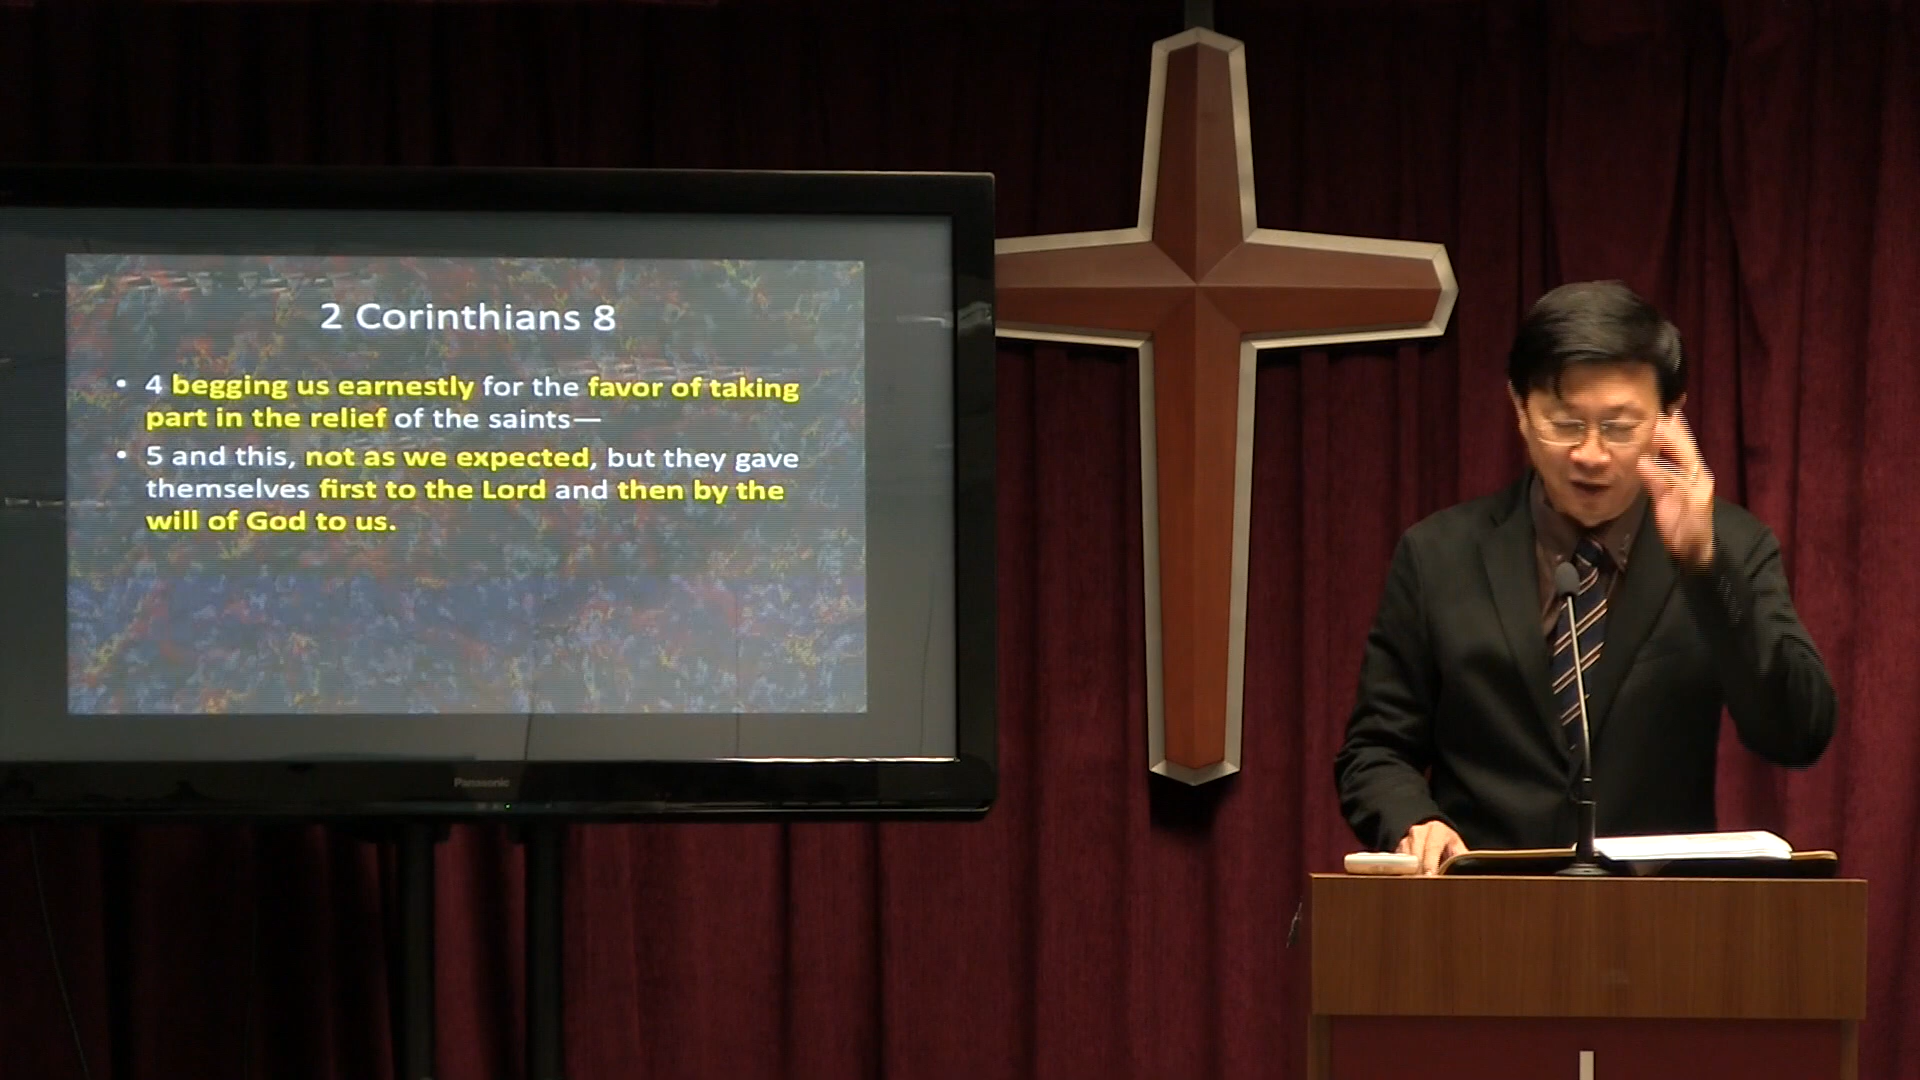 2 Corinthians 8
• 4 begging us earnestly for the favor of taking
part in the relief of the saints—
• 5 and this, not as we expected, but they gave
themselves first to the Lord and then by the
will of God to us.
Panasonic